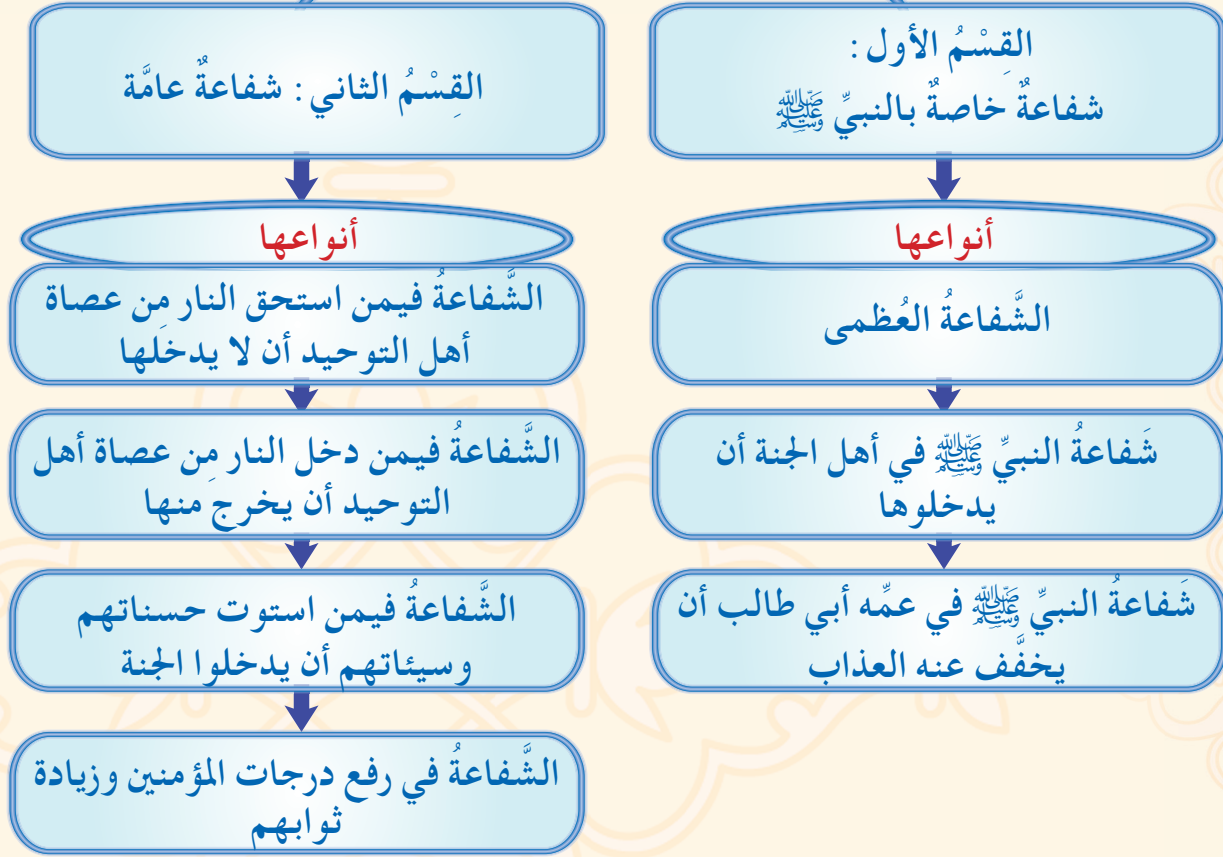 القِسْمُ الأول :
شفاعةٌ خاصةٌ بالنبيِّ ﷺ
أنواعها
الشَّفاعةُ العُظمى
شَفاعةُ النبيِّ ﷺ في أهل الجنة أن
يدخلوها
شَفاعةُ النبيِّ ﷺ في عمِّه أبي طالب أن
يخفَّف عنه العذاب
القِسْمُ الثاني : شفاعةٌ عامَّة
أنواعها
الشَّفاعةُ فيمن استحق النار مِن عصاة
أهل التوحيد أن لا يدخلَها
الشَّفاعةُ فيمن دخل النار مِن عصاة أهل
التوحيد أن يخرجَ منها
الشَّفاعةُ فيمن استوت حسناتهم
وسيئاتهم أن يدخلوا الجنة
الشَّفاعةُ في رفع درجات المؤمنين وزيادة
ثوابهم